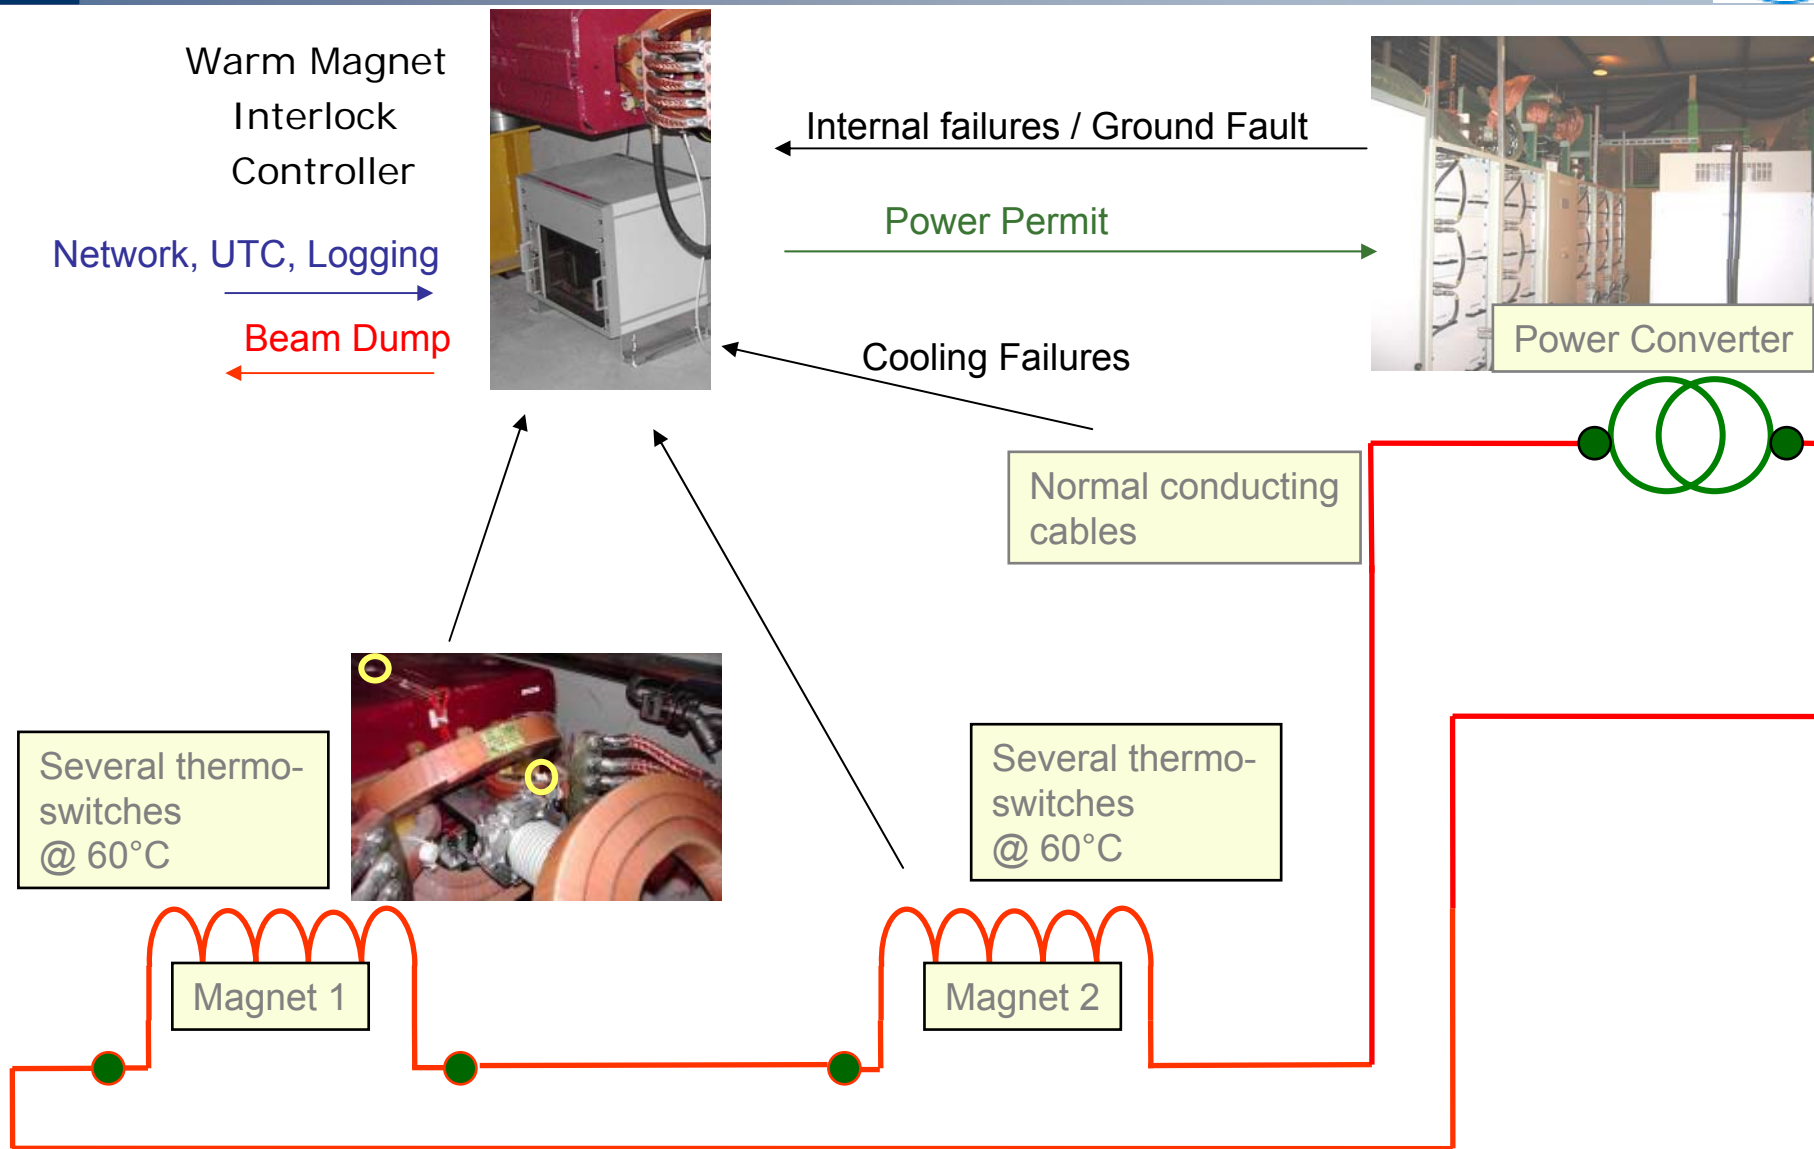 Warm Magnet
Interlock
Controller
Network, UTC, Logging
Beam Dump
Internal failures / Ground Fault
Power Permit
Cooling Failures
Power Converter
Normal conducting
cables
Several thermo-
switches
@ 60°C
Several thermo-
switches
@ 60°C
Magnet 1
Magnet 2